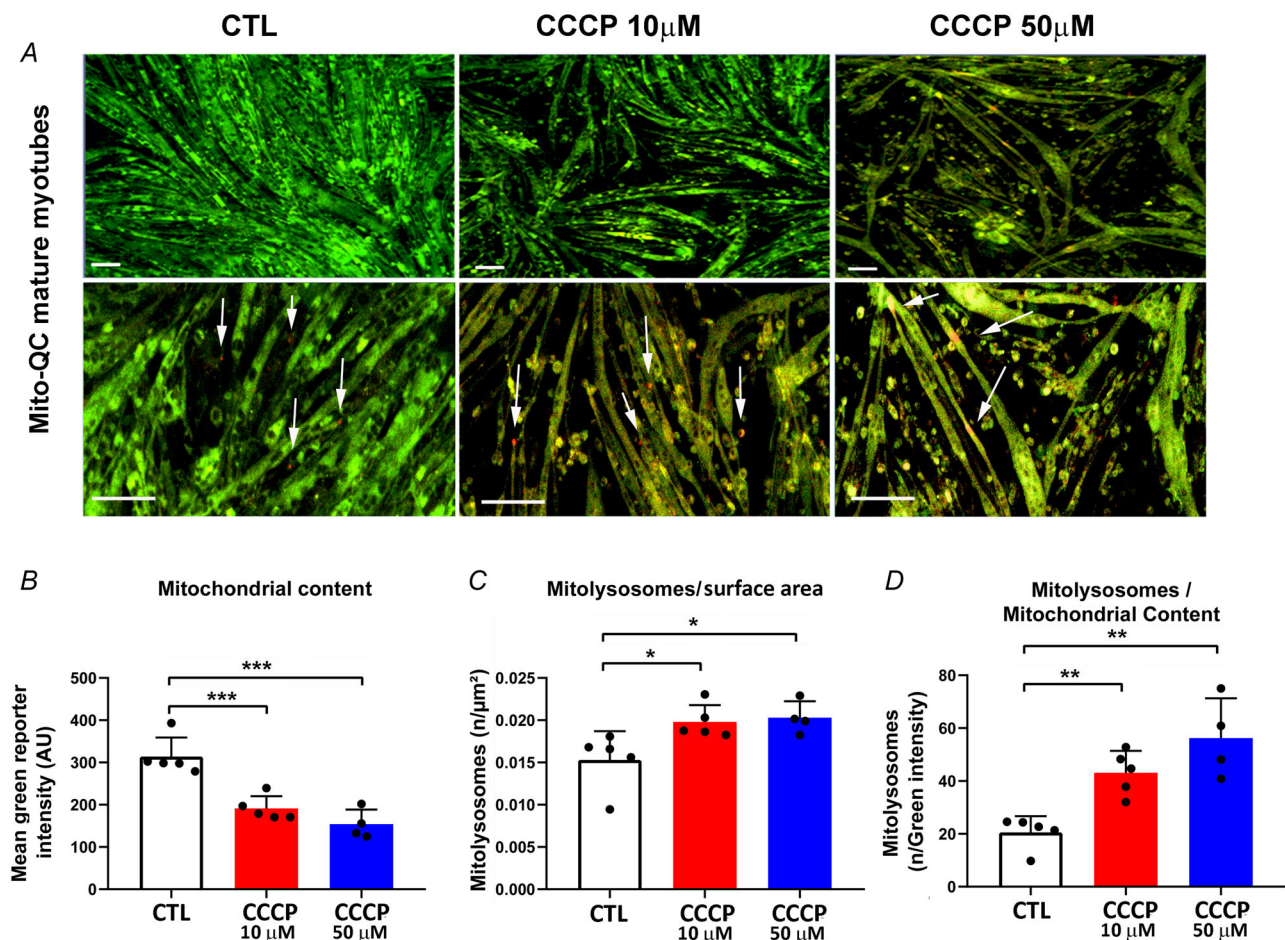 CTL
CCCP 10μM
CCCP 50μM
A
Mito-QC mature myotubes
B
Mitochondrial content
Mean green reporter
intensity (AU)
500
400
300
200
100
0
***
***
CTL
CCCP
10 μM
CCCP
50 μM
C
Mitolysosomes/surface area
Mitolysosomes (n/μm²)
0.025
0.020
0.015
0.010
0.005
0.000
*
*
CTL
CCCP
10 μM
CCCP
50 μM
D
Mitolysosomes /
Mitochondrial Content
Mitolysosomes
(n/Green intensity)
80
60
40
20
0
**
**
CTL
CCCP
10 μM
CCCP
50 μM